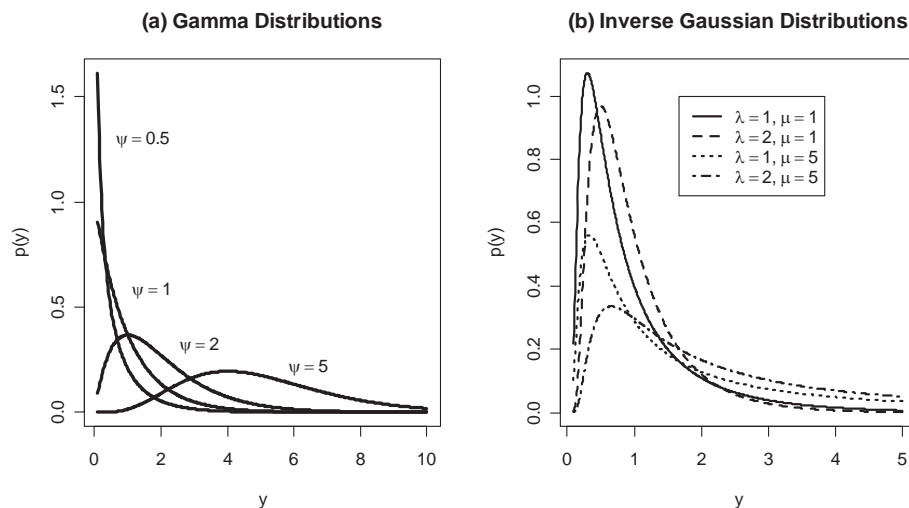 (a) Gamma Distributions
p(y)
1.5
1.0
0.5
0.0
ψ = 0.5
ψ = 1
ψ = 2
ψ = 5
0 2 4 6 8 10
y
(b) Inverse Gaussian Distributions
p(y)
1.0
0.8
0.6
0.4
0.2
0.0
λ = 1, μ = 1
λ = 2, μ = 1
λ = 1, μ = 5
λ = 2, μ = 5
0 1 2 3 4 5
y